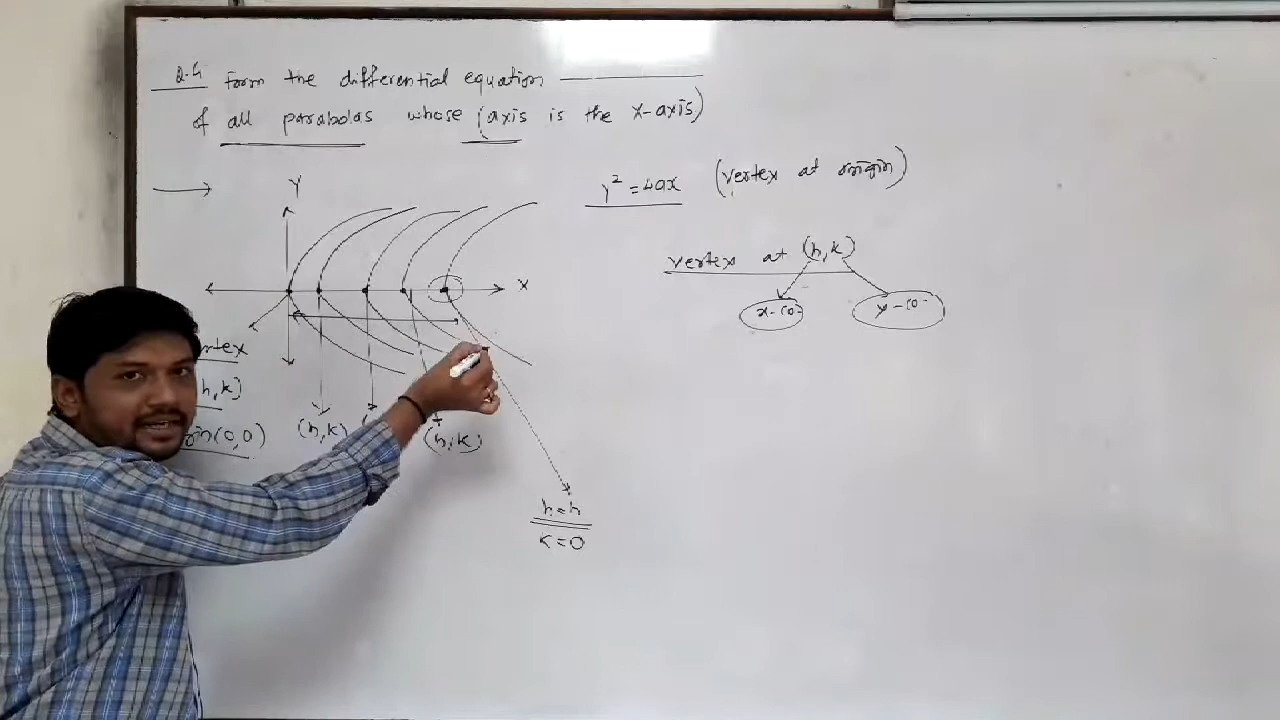 Q.4 Form the differential equation
of all parabolas whose (axis is the x-axis)
y² = 4ax (vertex at origin)
Y
vertex at (h, k)
x-co- y-co-
X
rtex
h, k)
in (0,0)
(h, k) (h, k)
h = h
k = 0